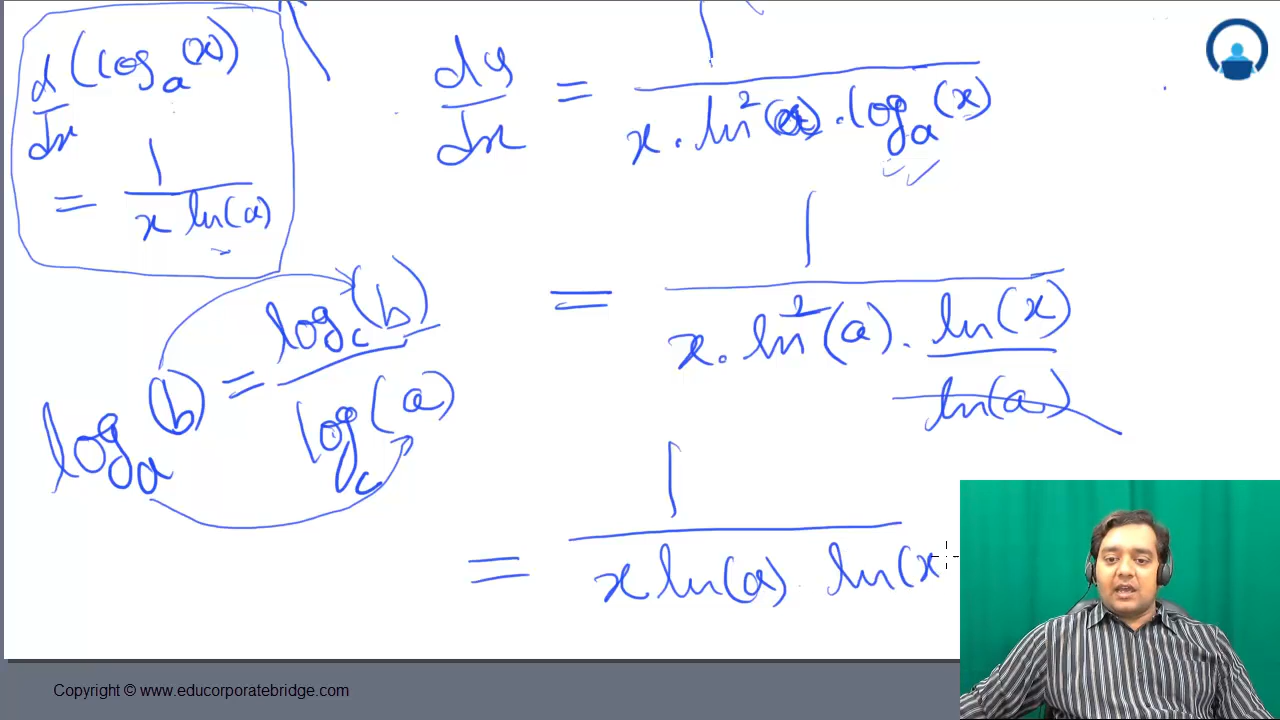 d/dx (log_a(x))
= 1/(x ln(a))
dy/dx = 1/(x · ln²(a) · log_a(x))
= 1/(x · ln²(a) · ln(x)/ln(a))
log_a(b) = log_c(b)/log_c(a)
= 1/(x ln(a) · ln(x
Copyright © www.educorporatebridge.com